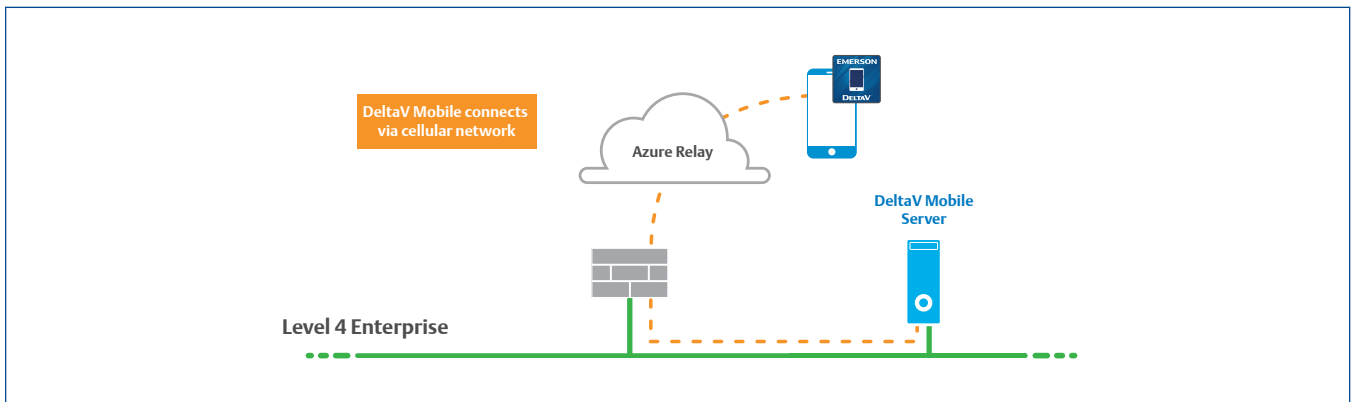 EMERSON
DELTAV
DeltaV Mobile connects
via cellular network
Azure Relay
DeltaV Mobile
Server
Level 4 Enterprise